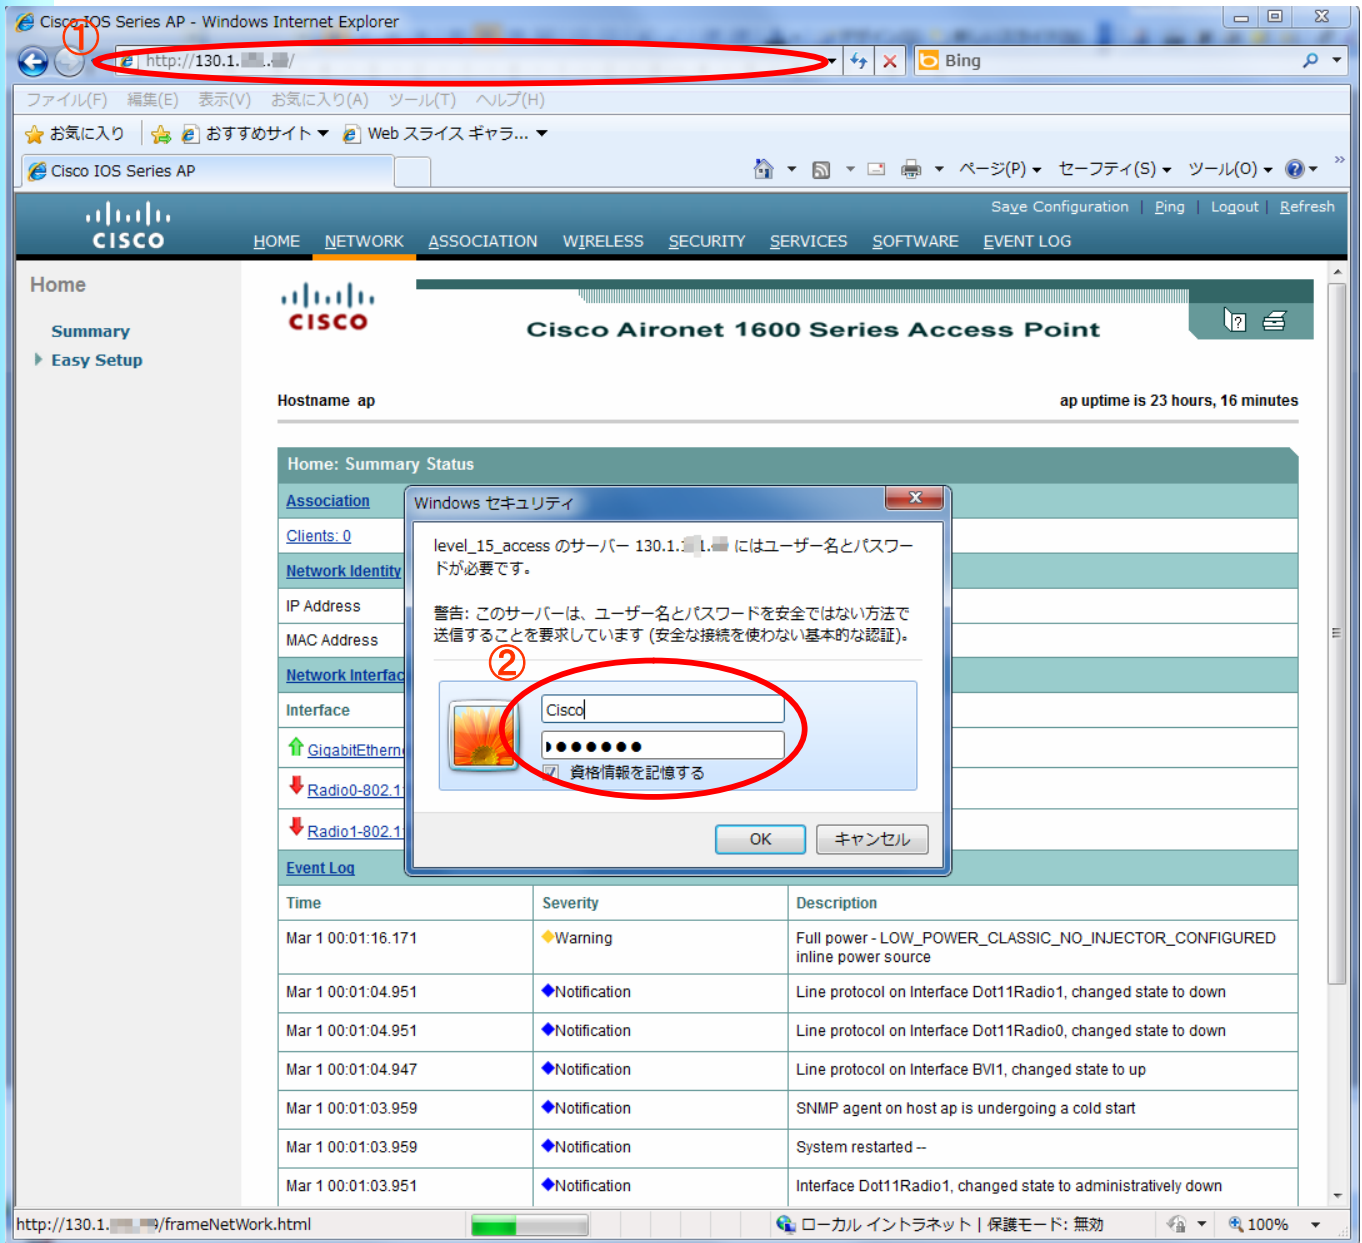 Cisco IOS Series AP - Windows Internet Explorer
①
http://130.1.
Bing
ファイル(F) 編集(E) 表示(V) お気に入り(A) ツール(T) ヘルプ(H)
お気に入り おすすめサイト ▼ Web スライス ギャラ... ▼
Cisco IOS Series AP
ページ(P) セーフティ(S) ツール(O)
Save Configuration | Ping | Logout | Refresh
CISCO
HOME NETWORK ASSOCIATION WIRELESS SECURITY SERVICES SOFTWARE EVENT LOG
Home
Summary
Easy Setup
CISCO
Cisco Aironet 1600 Series Access Point
Hostname ap
ap uptime is 23 hours, 16 minutes
Home: Summary Status
Association
Clients: 0
Network Identity
IP Address
MAC Address
Network Interfac
Interface
GigabitEthern
Radio0-802.1
Radio1-802.1
Windows セキュリティ
level_15_access のサーバー 130.1. にはユーザー名とパスワー
ドが必要です。
警告: このサーバーは、ユーザー名とパスワードを安全ではない方法で
送信することを要求しています (安全な接続を使わない基本的な認証)。
②
Cisco
資格情報を記憶する
OK キャンセル
Event Log
Time Severity Description
Mar 1 00:01:16.171 Warning Full power - LOW_POWER_CLASSIC_NO_INJECTOR_CONFIGURED
inline power source
Mar 1 00:01:04.951 Notification Line protocol on Interface Dot11Radio1, changed state to down
Mar 1 00:01:04.951 Notification Line protocol on Interface Dot11Radio0, changed state to down
Mar 1 00:01:04.947 Notification Line protocol on Interface BVI1, changed state to up
Mar 1 00:01:03.959 Notification SNMP agent on host ap is undergoing a cold start
Mar 1 00:01:03.959 Notification System restarted --
Mar 1 00:01:03.951 Notification Interface Dot11Radio1, changed state to administratively down
http://130.1. /frameNetWork.html
ローカル イントラネット | 保護モード: 無効
100%